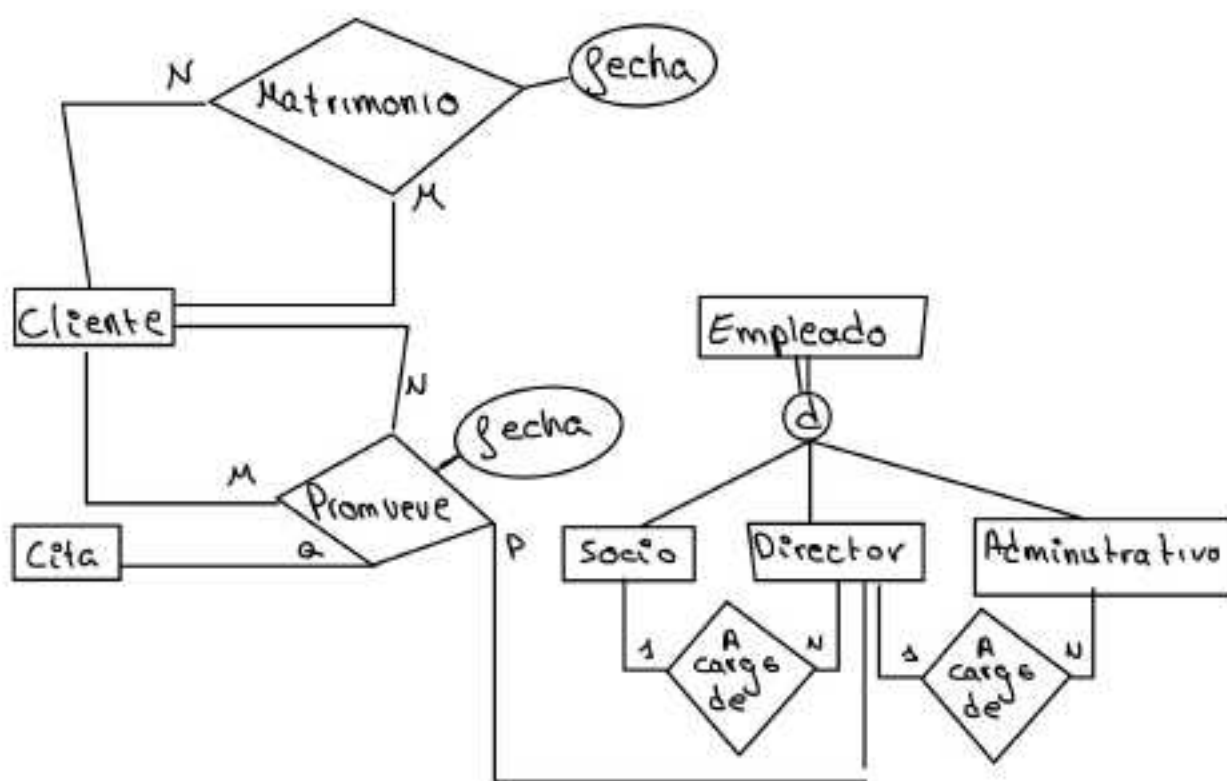 N
Matrimonio
fecha
M
Cliente
N
fecha
M
Promueve
Q
P
Cita
Empleado
d
Socio
Director
Administrativo
1
A
cargo
de
N
1
A
cargo
de
N